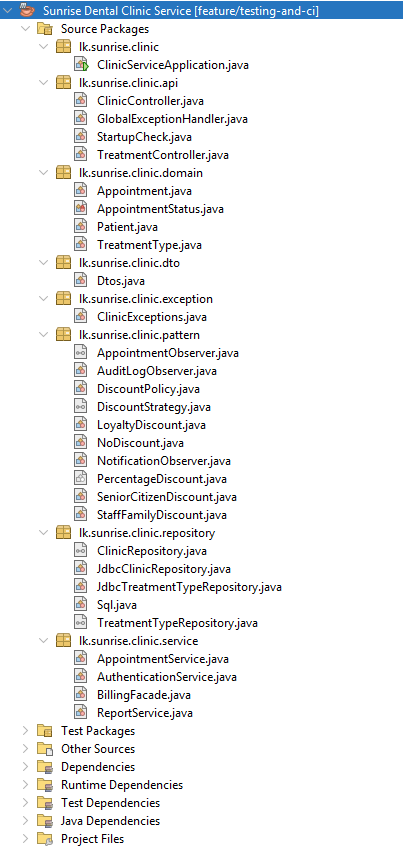 Sunrise Dental Clinic Service [feature/testing-and-ci]
Source Packages
lk.sunrise.clinic
ClinicServiceApplication.java
lk.sunrise.clinic.api
ClinicController.java
GlobalExceptionHandler.java
StartupCheck.java
TreatmentController.java
lk.sunrise.clinic.domain
Appointment.java
AppointmentStatus.java
Patient.java
TreatmentType.java
lk.sunrise.clinic.dto
Dtos.java
lk.sunrise.clinic.exception
ClinicExceptions.java
lk.sunrise.clinic.pattern
AppointmentObserver.java
AuditLogObserver.java
DiscountPolicy.java
DiscountStrategy.java
LoyaltyDiscount.java
NoDiscount.java
NotificationObserver.java
PercentageDiscount.java
SeniorCitizenDiscount.java
StaffFamilyDiscount.java
lk.sunrise.clinic.repository
ClinicRepository.java
JdbcClinicRepository.java
JdbcTreatmentTypeRepository.java
Sql.java
TreatmentTypeRepository.java
lk.sunrise.clinic.service
AppointmentService.java
AuthenticationService.java
BillingFacade.java
ReportService.java
Test Packages
Other Sources
Dependencies
Runtime Dependencies
Test Dependencies
Java Dependencies
Project Files